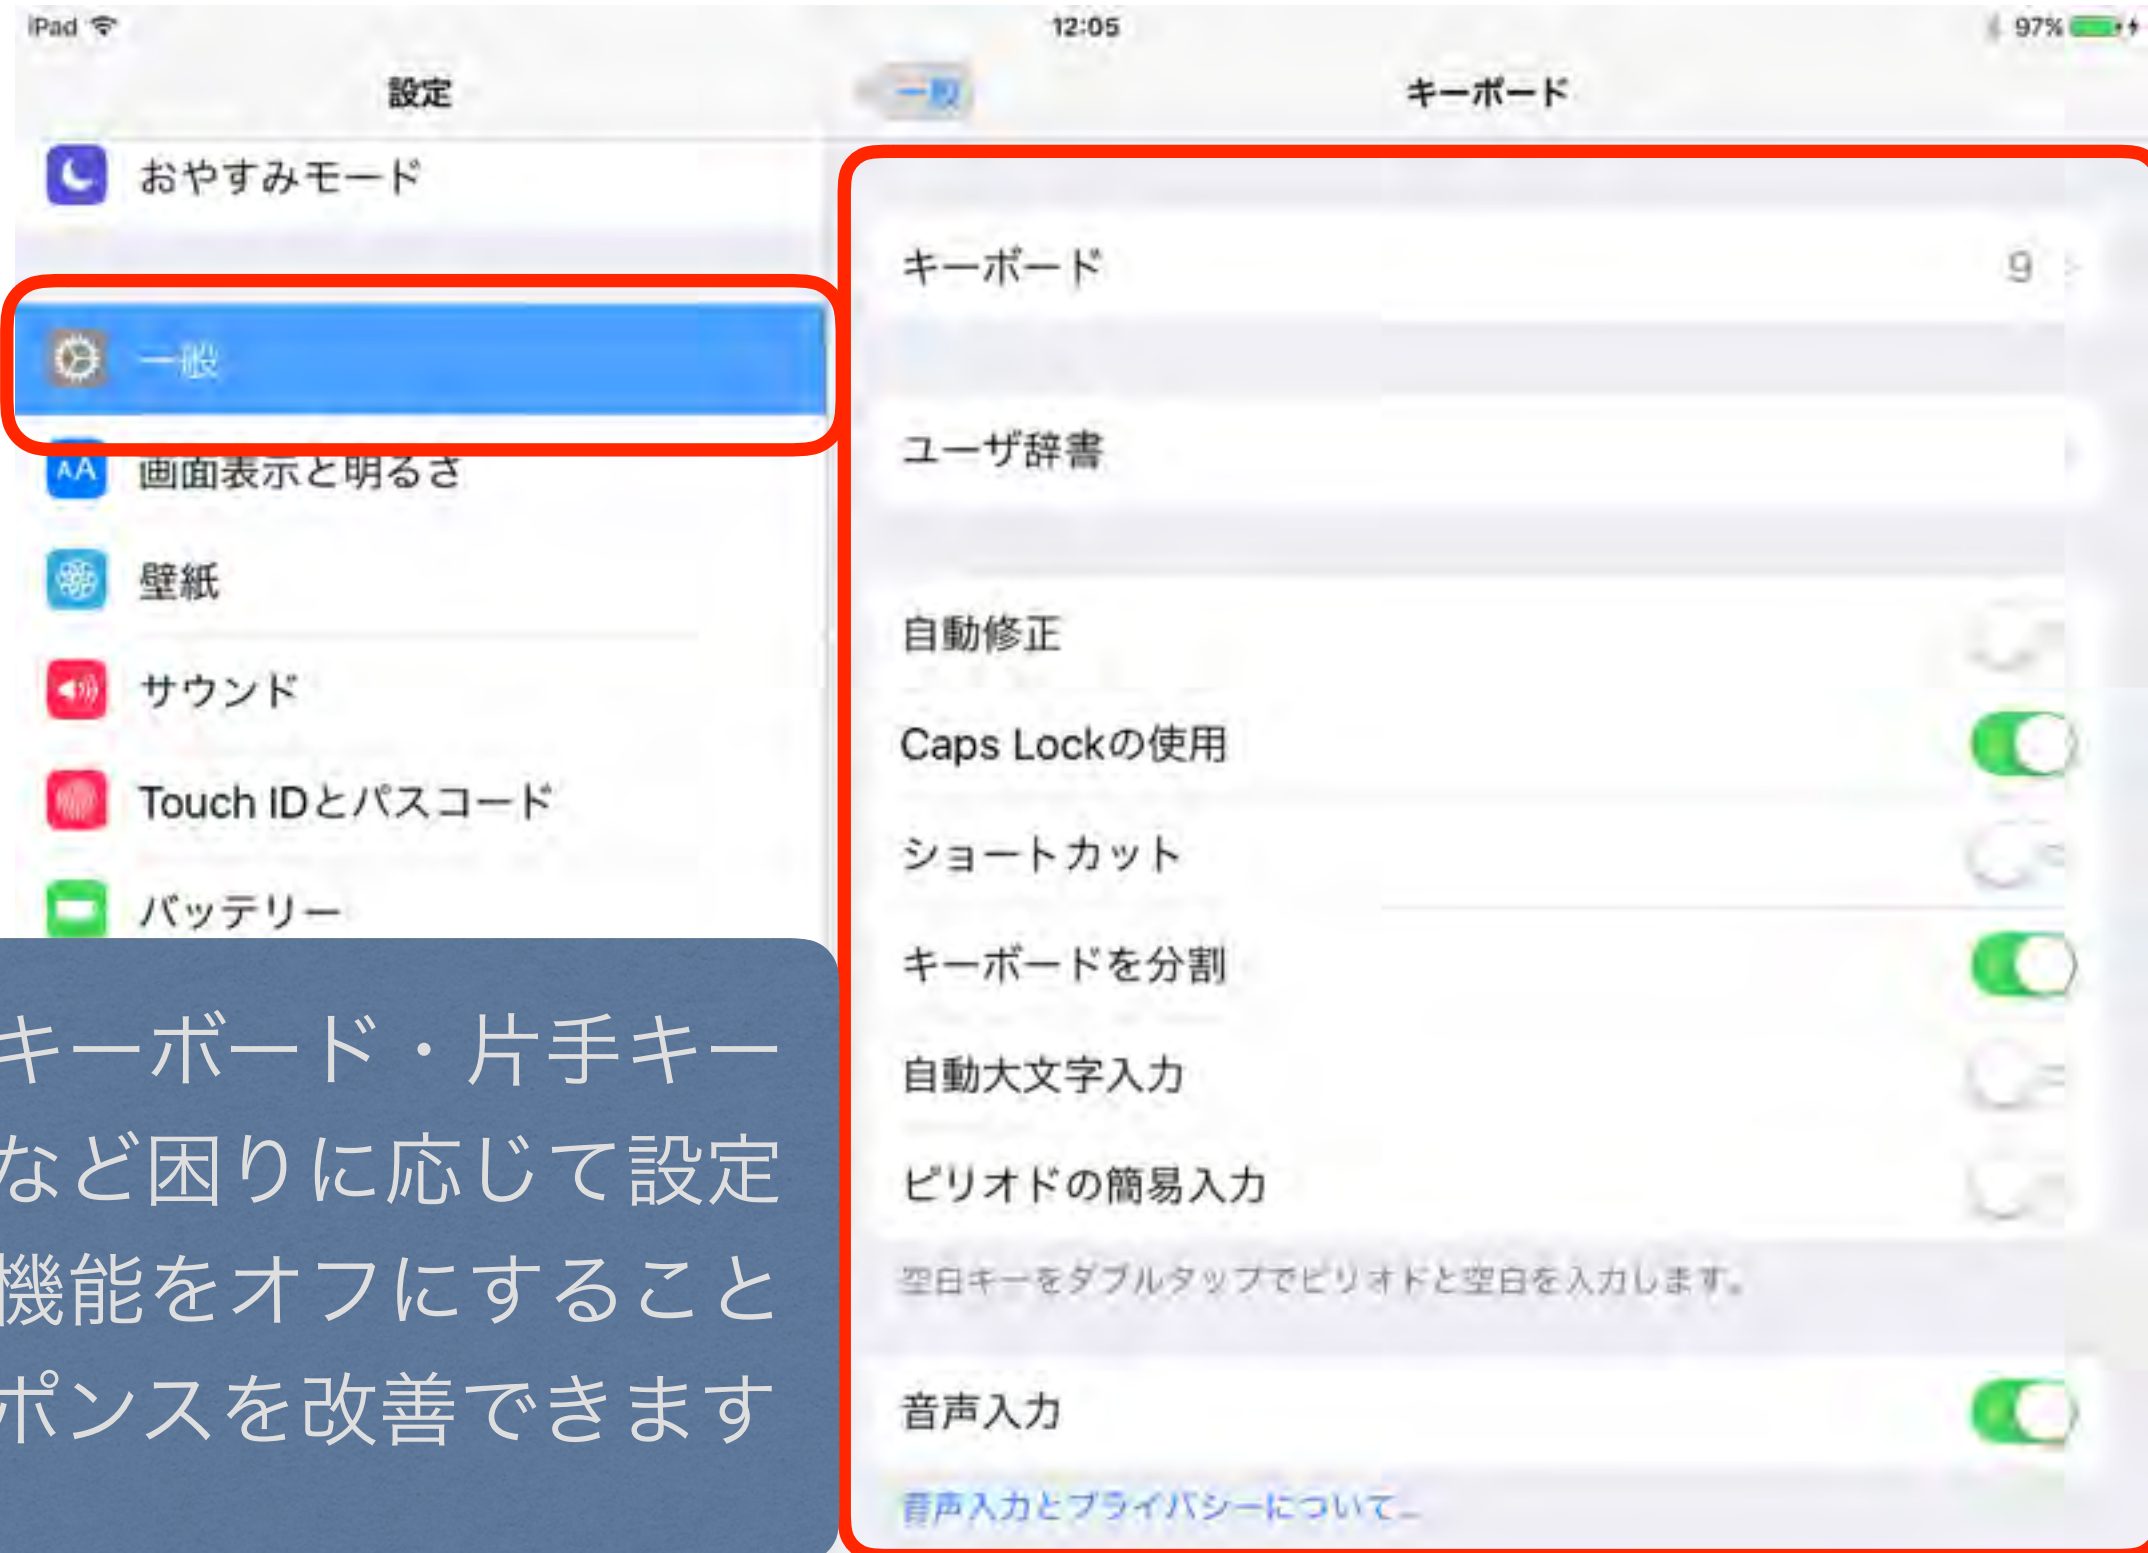 iPad
12:05
97%
設定
一般
キーボード
おやすみモード
一般
画面表示と明るさ
壁紙
サウンド
Touch IDとパスコード
バッテリー
キーボード・片手キー
など困りに応じて設定
機能をオフにすること
ポンスを改善できます
キーボード
9
ユーザ辞書
自動修正
Caps Lockの使用
ショートカット
キーボードを分割
自動大文字入力
ピリオドの簡易入力
空白キーをダブルタップでピリオドと空白を入力します。
音声入力
音声入力とプライバシーについて...